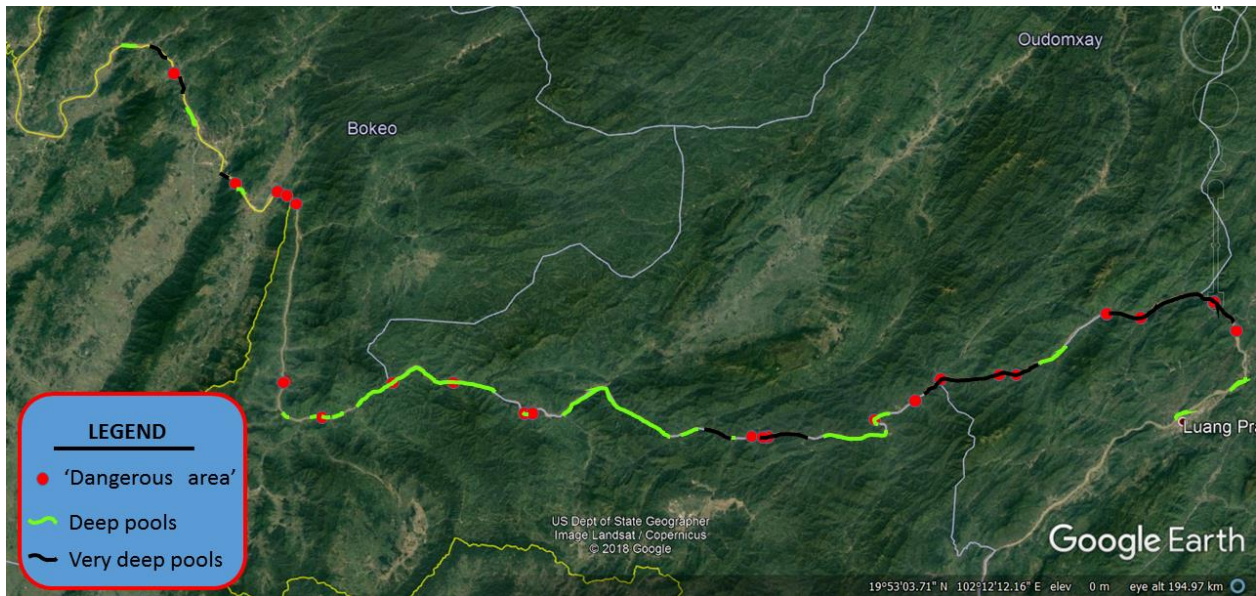 Oudomxay
Bokeo
LEGEND
'Dangerous area'
Deep pools
Very deep pools
Luang Pra
US Dept of State Geographer
Image Landsat / Copernicus
© 2018 Google
Google Earth
19°53'03.71" N 102°12'12.16" E elev 0 m eye alt 194.97 km